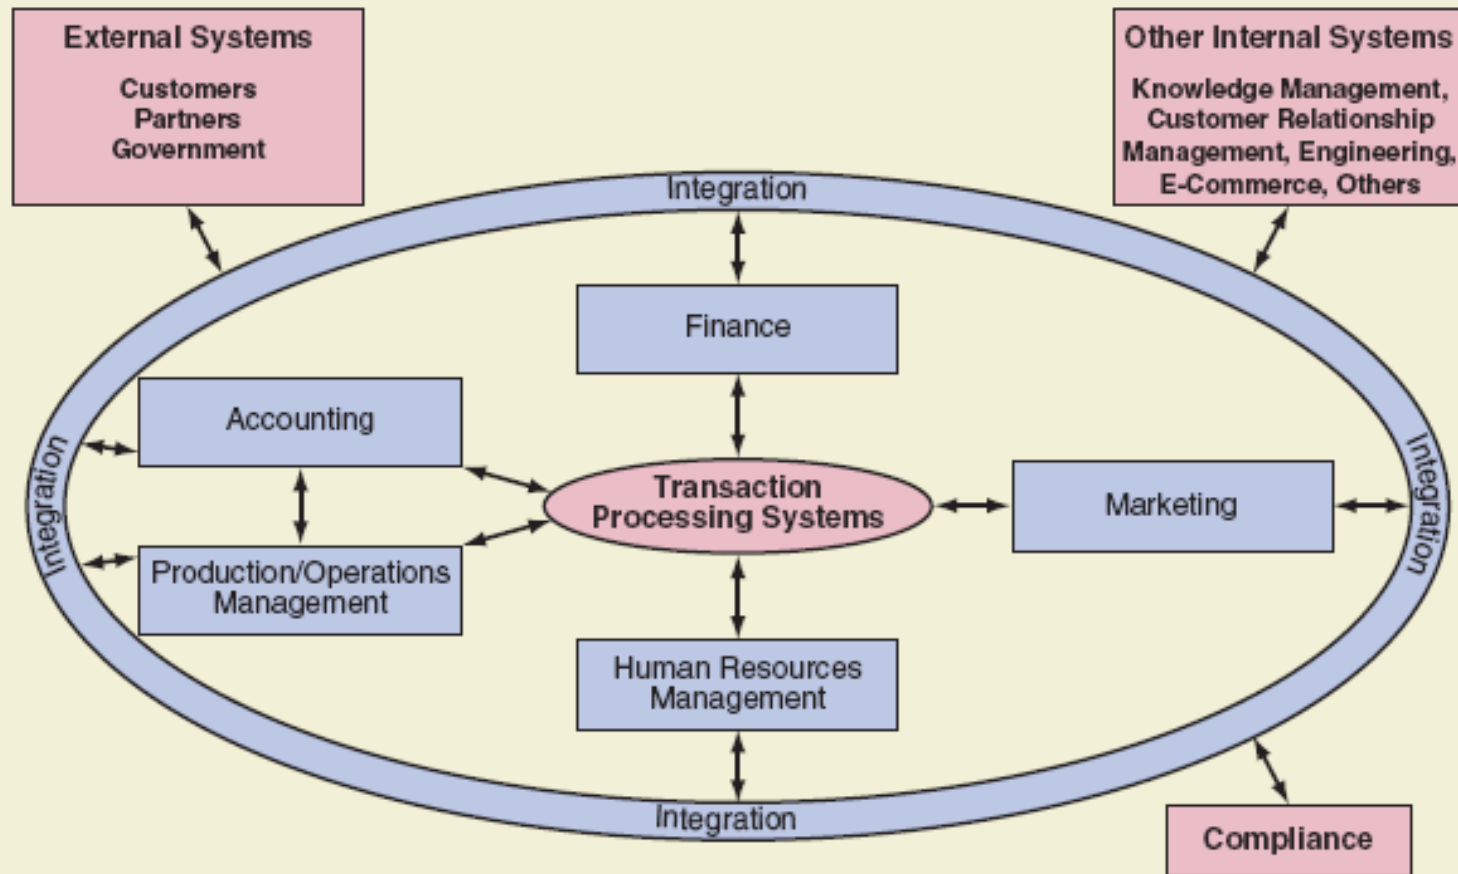 External Systems
Customers
Partners
Government
Other Internal Systems
Knowledge Management,
Customer Relationship
Management, Engineering,
E-Commerce, Others
Integration
Finance
Accounting
Integration
Transaction
Processing Systems
Marketing
Integration
Production/Operations
Management
Human Resources
Management
Integration
Compliance